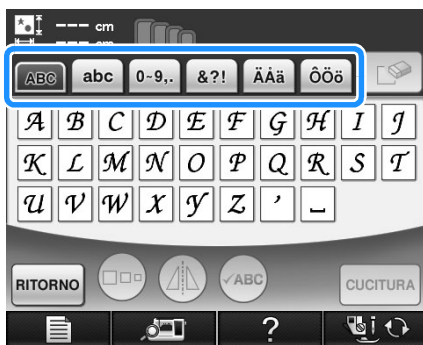 --- cm
--- cm
ABC abc 0~9,. &?! ÄÅä ÔÖö
A B C D E F G H I J
K L M N O P Q R S T
U V W X Y Z ’ ⎵
RITORNO ✓ABC CUCITURA
?